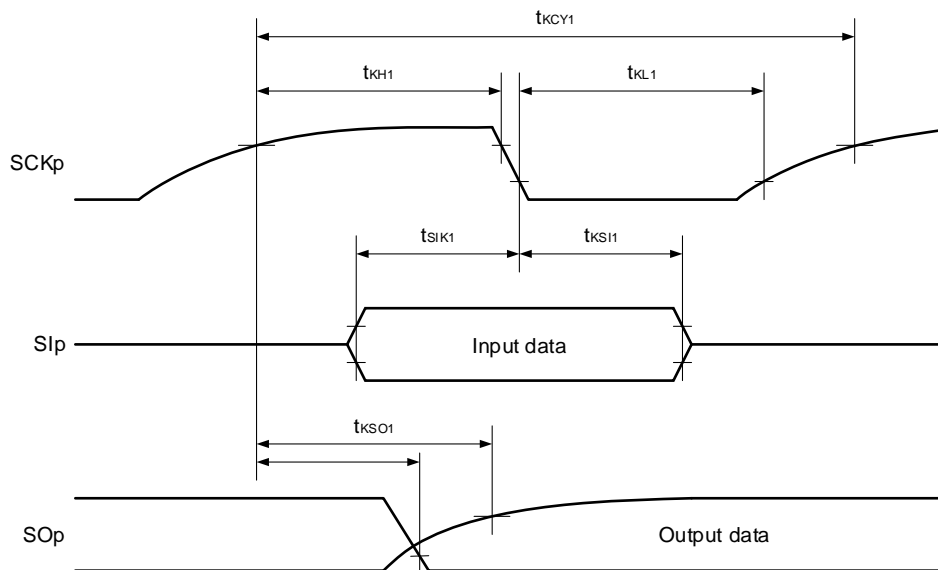 tKCY1
tKH1
tKL1
SCKp
tSIK1
tKSI1
SIp
Input data
tKSO1
SOp
Output data